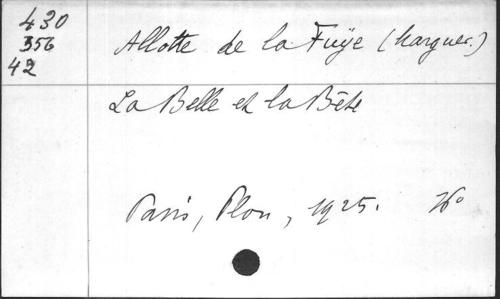 430
356
42
Allotte de la Fuÿe (Marguer.)
La Belle et la Bête
Paris, Plon, 1925. 16°